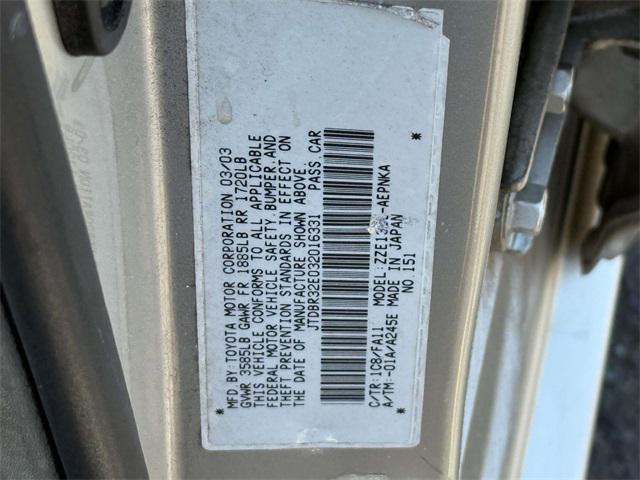 MFD. BY: TOYOTA MOTOR CORPORATION 03/03
GVWR 3585LB GAWR FR 1885LB RR 1720LB
THIS VEHICLE CONFORMS TO ALL APPLICABLE
FEDERAL MOTOR VEHICLE SAFETY, BUMPER, AND
THEFT PREVENTION STANDARDS IN EFFECT ON
THE DATE OF MANUFACTURE SHOWN ABOVE.
JTDBR32E032016331 PASS. CAR
* *
C/TR: 1C8/FA11 MODEL: -AEPNKA
A/TM: -01A/A245E MADE IN JAPAN
* NO 151 *